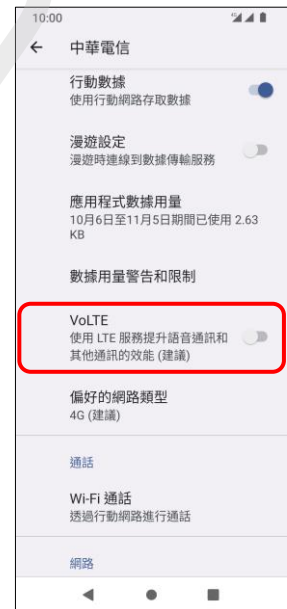 10:00
中華電信
行動數據
使用行動網路存取數據
漫遊設定
漫遊時連線到數據傳輸服務
應用程式數據用量
10月6日至11月5日期間已使用 2.63
KB
數據用量警告和限制
VoLTE
使用 LTE 服務提升語音通訊和
其他通訊的效能 (建議)
偏好的網路類型
4G (建議)
通話
Wi-Fi 通話
透過行動網路進行通話
網路